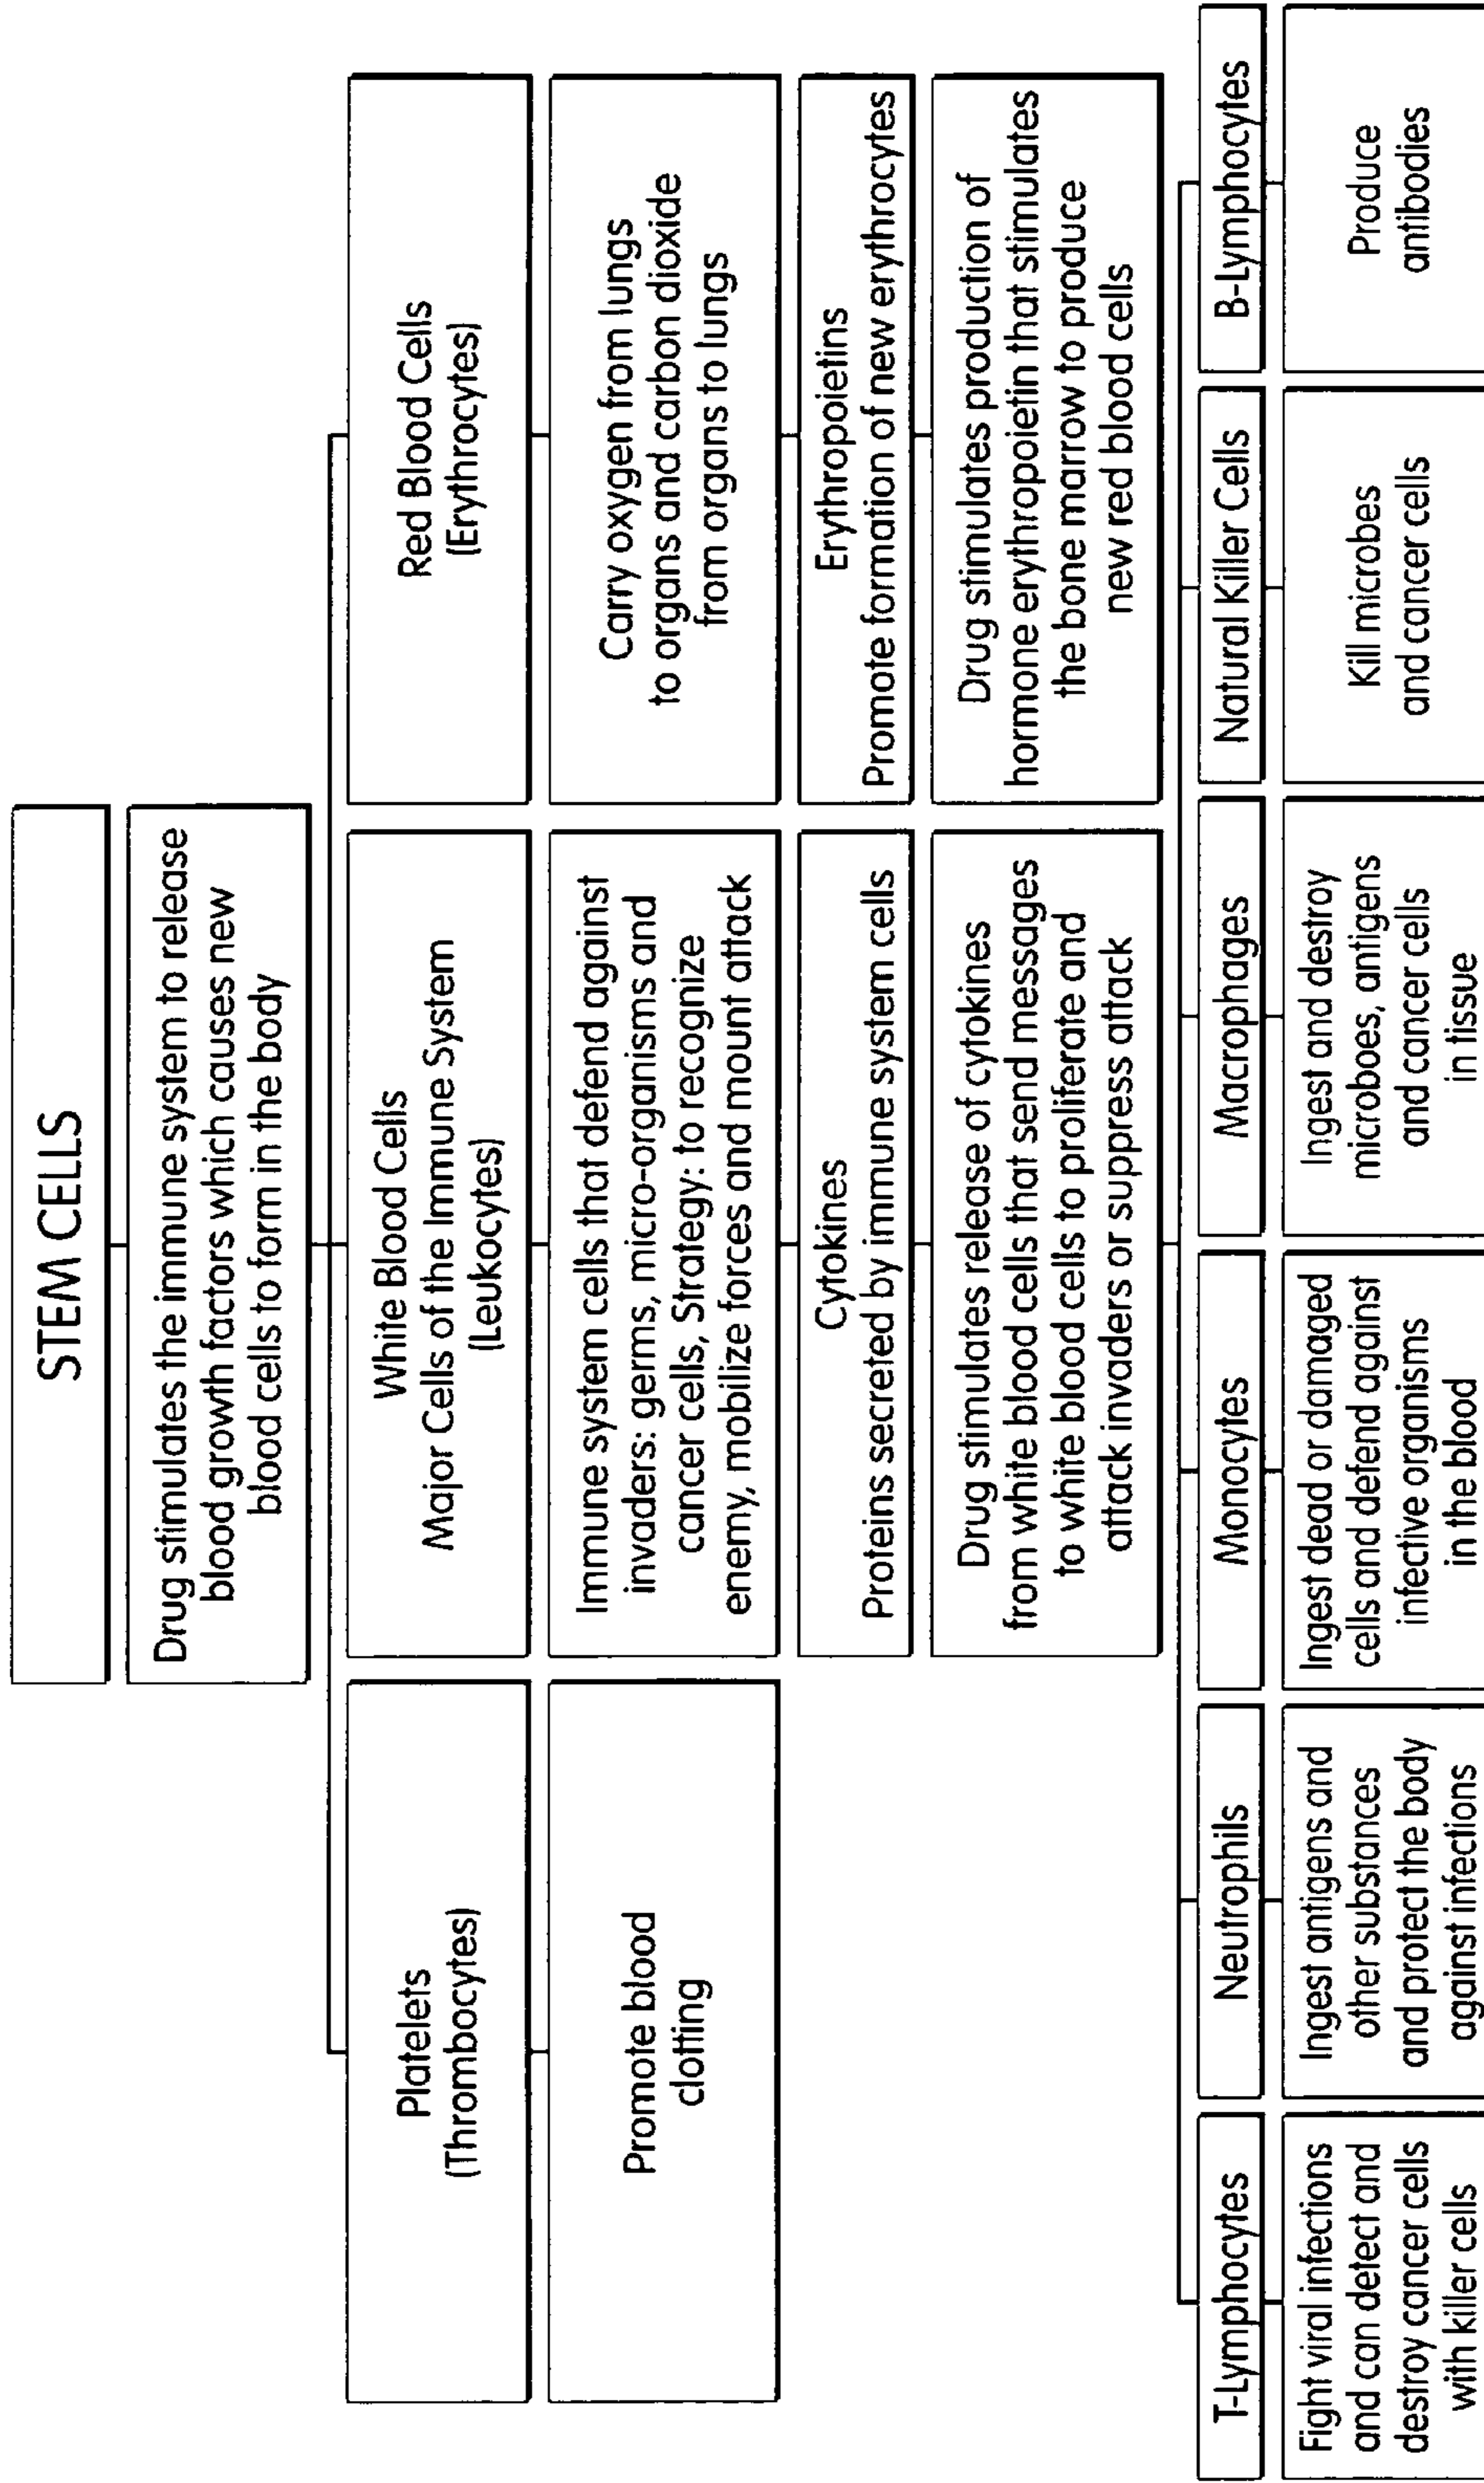 STEM CELLS
Drug stimulates the immune system to release
blood growth factors which causes new
blood cells to form in the body
Platelets
(Thrombocytes)
Promote blood
clotting
White Blood Cells
Major Cells of the Immune System
(Leukocytes)
Immune system cells that defend against
invaders: germs, micro-organisms and
cancer cells, Strategy: to recognize
enemy, mobilize forces and mount attack
Cytokines
Proteins secreted by immune system cells
Drug stimulates release of cytokines
from white blood cells that send messages
to white blood cells to proliferate and
attack invaders or suppress attack
Red Blood Cells
(Erythrocytes)
Carry oxygen from lungs
to organs and carbon dioxide
from organs to lungs
Erythropoietins
Promote formation of new erythrocytes
Drug stimulates production of
hormone erythropoietin that stimulates
the bone marrow to produce
new red blood cells
T-Lymphocytes
Fight viral infections
and can detect and
destroy cancer cells
with killer cells
Neutrophils
Ingest antigens and
other substances
and protect the body
against infections
Monocytes
Ingest dead or damaged
cells and defend against
infective organisms
in the blood
Macrophages
Ingest and destroy
microboes, antigens
and cancer cells
in tissue
Natural Killer Cells
Kill microbes
and cancer cells
B-Lymphocytes
Produce
antibodies